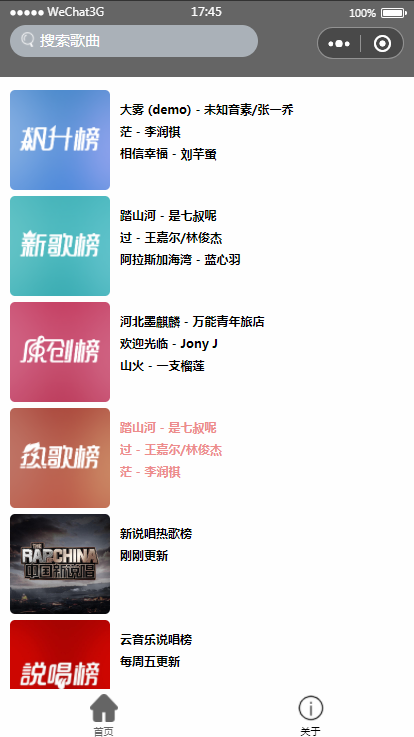 WeChat3G 17:45 100%
搜索歌曲
飙升榜
大雾 (demo) - 未知音素/张一乔
茫 - 李润祺
相信幸福 - 刘芊萤
新歌榜
踏山河 - 是七叔呢
过 - 王嘉尔/林俊杰
阿拉斯加海湾 - 蓝心羽
原创榜
河北墨麒麟 - 万能青年旅店
欢迎光临 - Jony J
山火 - 一支榴莲
热歌榜
踏山河 - 是七叔呢
过 - 王嘉尔/林俊杰
茫 - 李润祺
THE
RAP OF CHINA
中国新说唱
新说唱热歌榜
刚刚更新
説唱榜
云音乐说唱榜
每周五更新
首页
关于